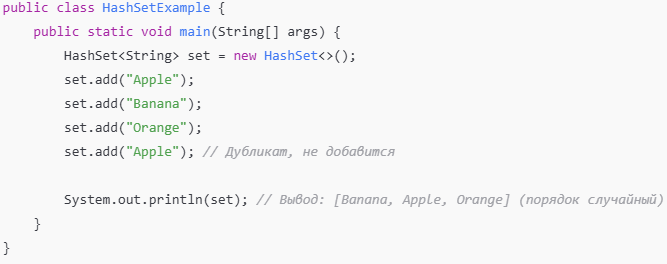 public class HashSetExample {
    public static void main(String[] args) {
        HashSet<String> set = new HashSet<>();
        set.add("Apple");
        set.add("Banana");
        set.add("Orange");
        set.add("Apple"); // Дубликат, не добавится
        System.out.println(set); // Вывод: [Banana, Apple, Orange] (порядок случайный)
    }
}